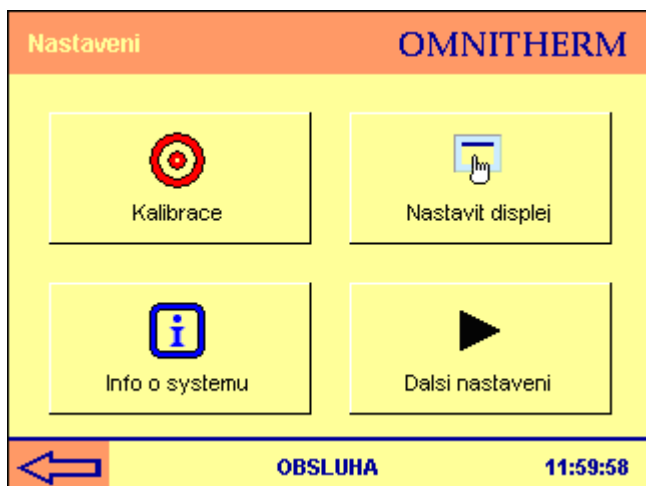 Nastaveni
OMNITHERM
Kalibrace
Nastavit displej
i
Info o systemu
Dalsi nastaveni
OBSLUHA
11:59:58